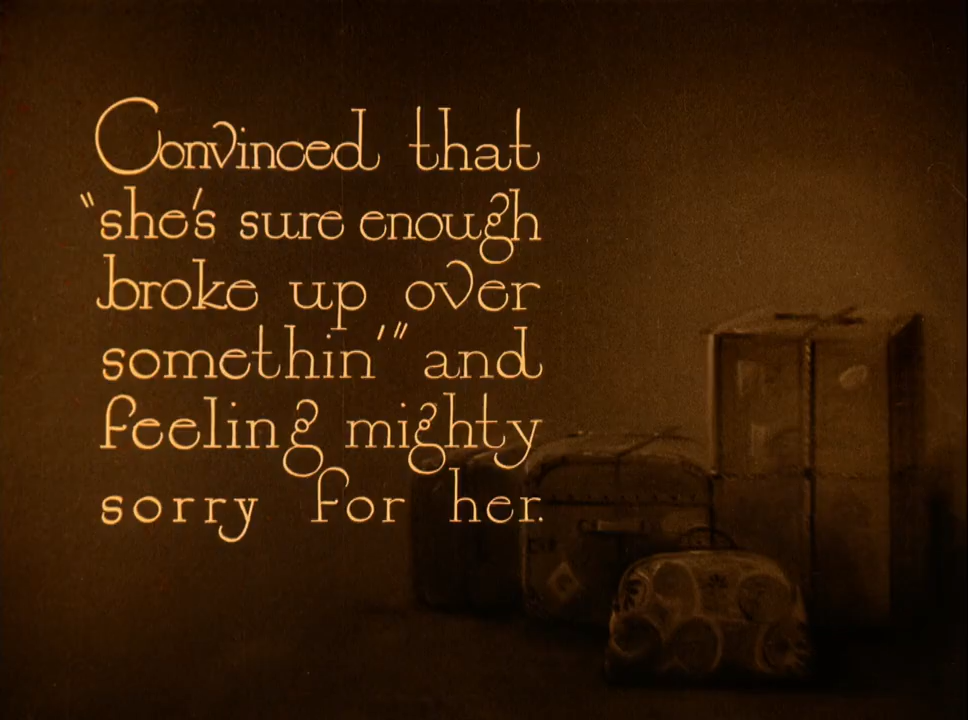 Convinced that
"she's sure enough
broke up over
somethin'" and
feeling mighty
sorry for her.